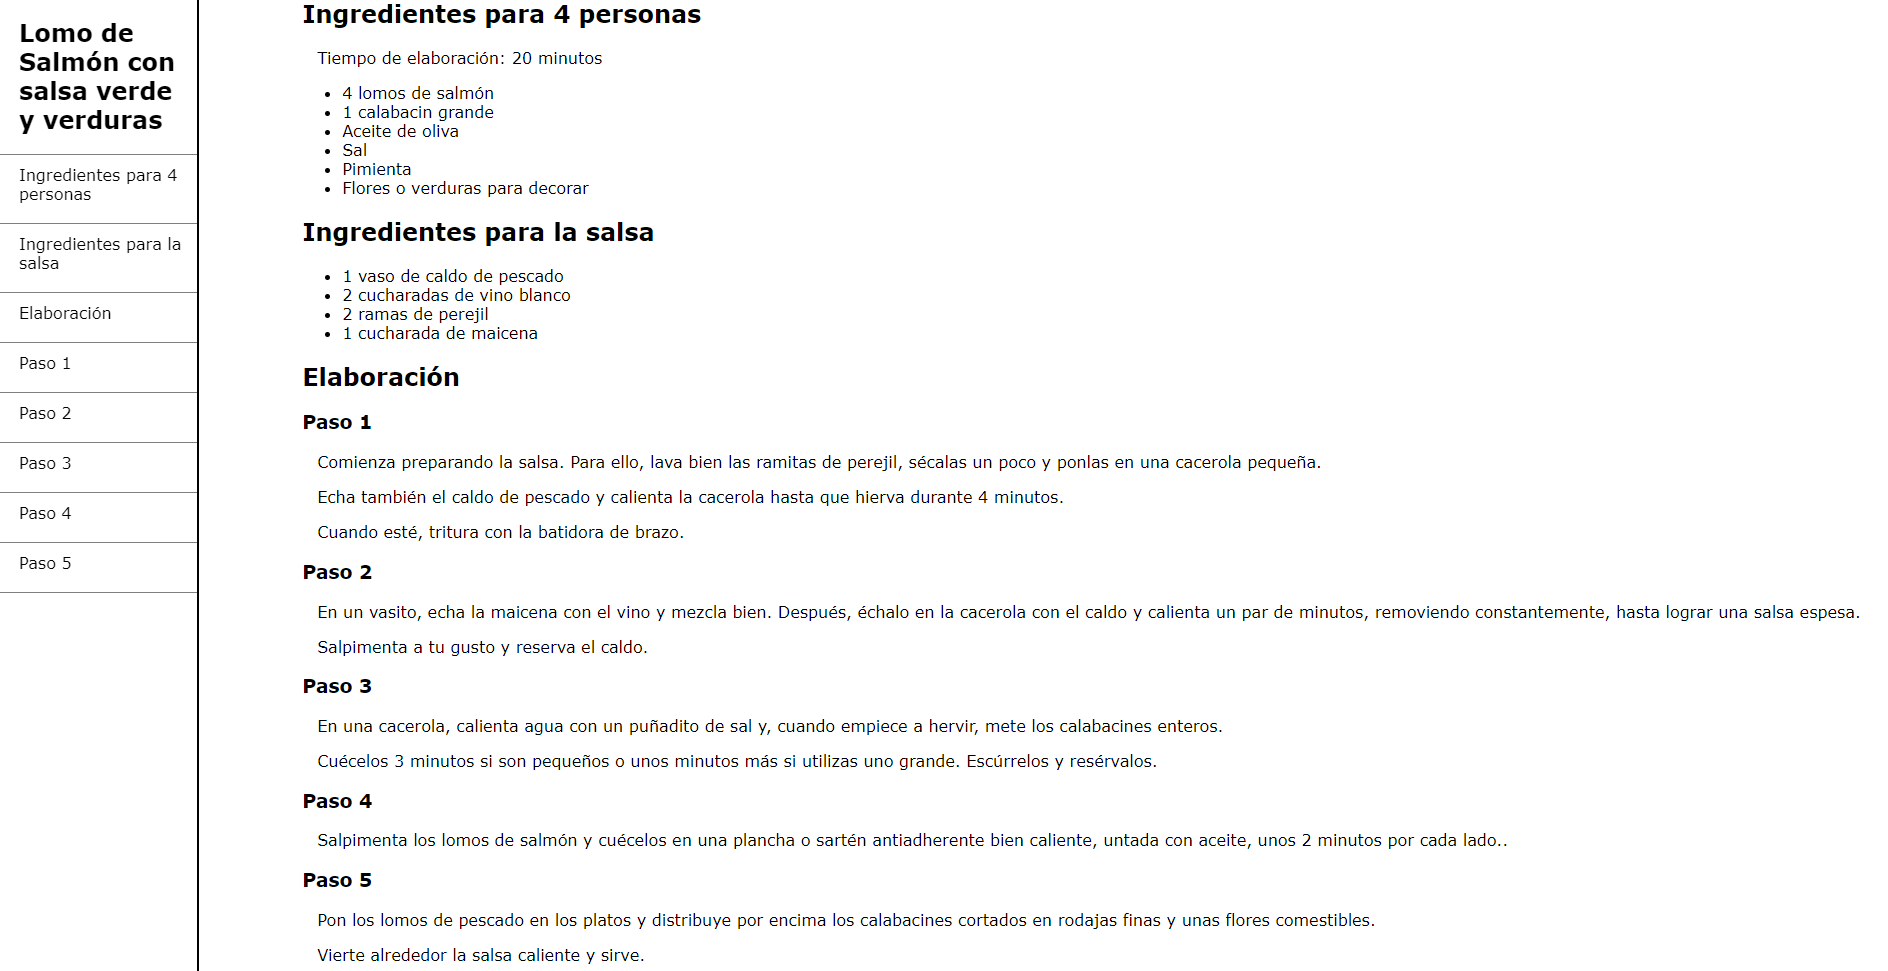 Lomo de
Salmón con
salsa verde
y verduras
Ingredientes para 4
personas
Ingredientes para la
salsa
Elaboración
Paso 1
Paso 2
Paso 3
Paso 4
Paso 5
Ingredientes para 4 personas
Tiempo de elaboración: 20 minutos
4 lomos de salmón
1 calabacin grande
Aceite de oliva
Sal
Pimienta
Flores o verduras para decorar
Ingredientes para la salsa
1 vaso de caldo de pescado
2 cucharadas de vino blanco
2 ramas de perejil
1 cucharada de maicena
Elaboración
Paso 1
Comienza preparando la salsa. Para ello, lava bien las ramitas de perejil, sécalas un poco y ponlas en una cacerola pequeña.
Echa también el caldo de pescado y calienta la cacerola hasta que hierva durante 4 minutos.
Cuando esté, tritura con la batidora de brazo.
Paso 2
En un vasito, echa la maicena con el vino y mezcla bien. Después, échalo en la cacerola con el caldo y calienta un par de minutos, removiendo constantemente, hasta lograr una salsa espesa.
Salpimenta a tu gusto y reserva el caldo.
Paso 3
En una cacerola, calienta agua con un puñadito de sal y, cuando empiece a hervir, mete los calabacines enteros.
Cuécelos 3 minutos si son pequeños o unos minutos más si utilizas uno grande. Escúrrelos y resérvalos.
Paso 4
Salpimenta los lomos de salmón y cuécelos en una plancha o sartén antiadherente bien caliente, untada con aceite, unos 2 minutos por cada lado..
Paso 5
Pon los lomos de pescado en los platos y distribuye por encima los calabacines cortados en rodajas finas y unas flores comestibles.
Vierte alrededor la salsa caliente y sirve.